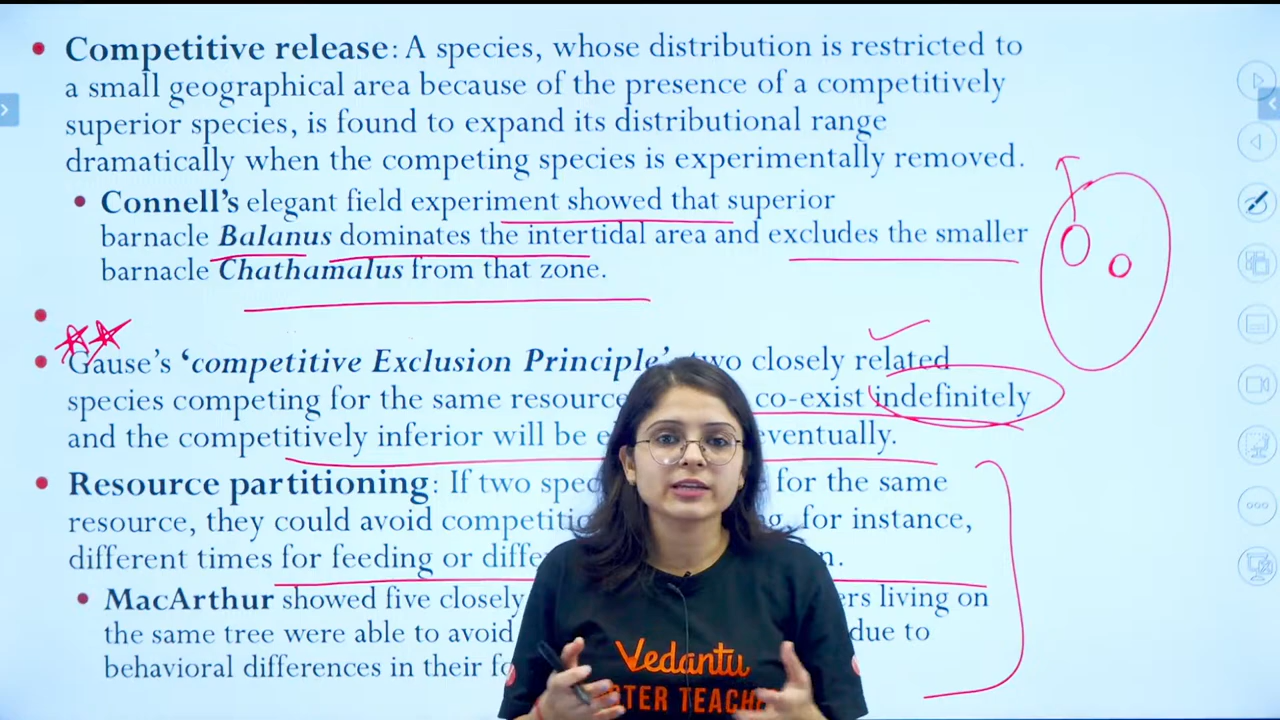 Competitive release: A species, whose distribution is restricted to
a small geographical area because of the presence of a competitively
superior species, is found to expand its distributional range
dramatically when the competing species is experimentally removed.
Connell's elegant field experiment showed that superior
barnacle Balanus dominates the intertidal area and excludes the smaller
barnacle Chathamalus from that zone.
Gause's 'competitive Exclusion Principle' two closely related
species competing for the same resource co-exist indefinitely
and the competitively inferior will be eventually.
Resource partitioning: If two for the same
resource, they could avoid for instance,
different times for feeding or
MacArthur showed five closely living on
the same tree were able to avoid due to
behavioral differences in their
Vedantu
TEACH